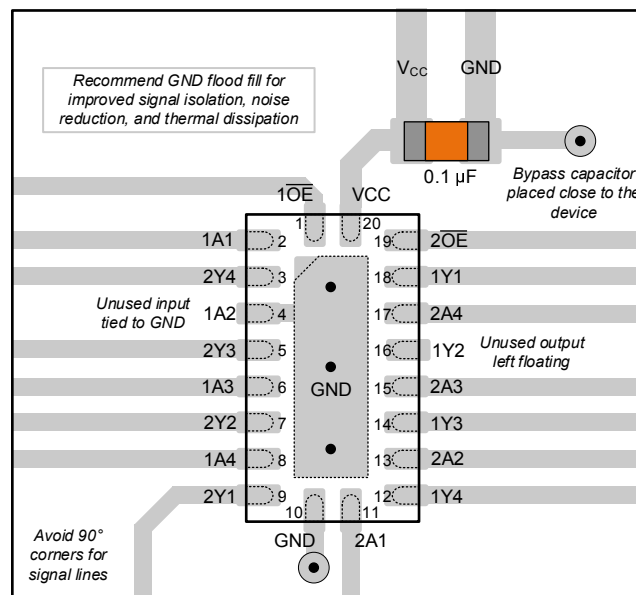 Recommend GND flood fill for
improved signal isolation, noise
reduction, and thermal dissipation
VCC GND
0.1 µF
Bypass capacitor
placed close to the
device
1O̅E̅ VCC
1 20
1A1 2 19 2O̅E̅
2Y4 3 18 1Y1
Unused input
tied to GND
1A2 4 17 2A4
2Y3 5 16 1Y2
Unused output
left floating
1A3 6 GND 15 2A3
2Y2 7 14 1Y3
1A4 8 13 2A2
2Y1 9 12 1Y4
10 11
GND 2A1
Avoid 90°
corners for
signal lines